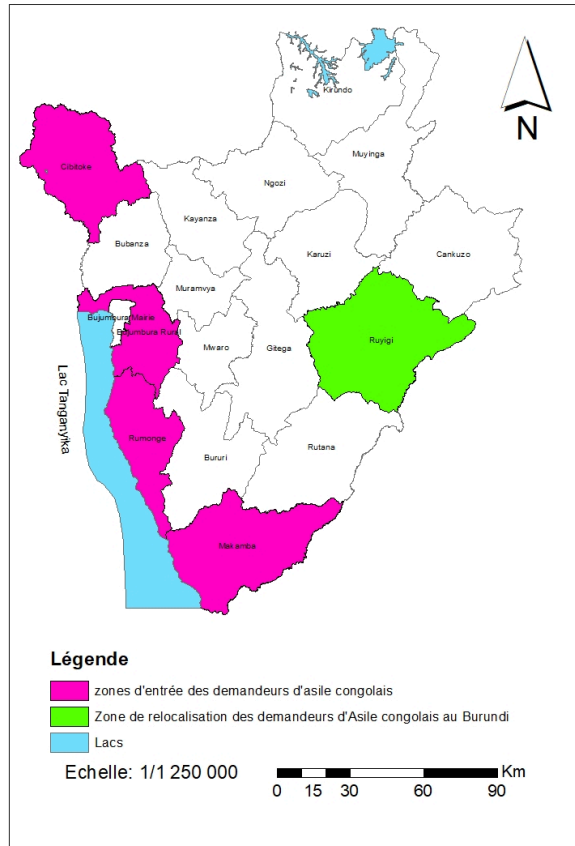 N
Kirundo
Muyinga
Cibitoke
Ngozi
Kayanza
Karuzi
Cankuzo
Bubanza
Muramvya
Bujumbura Mairie
Bujumbura Rural
Mwaro
Gitega
Ruyigi
Lac Tanganyika
Rumonge
Bururi
Rutana
Makamba
Légende
zones d'entrée des demandeurs d'asile congolais
Zone de relocalisation des demandeurs d'Asile congolais au Burundi
Lacs
Echelle: 1/1 250 000
Km
0 15 30 60 90